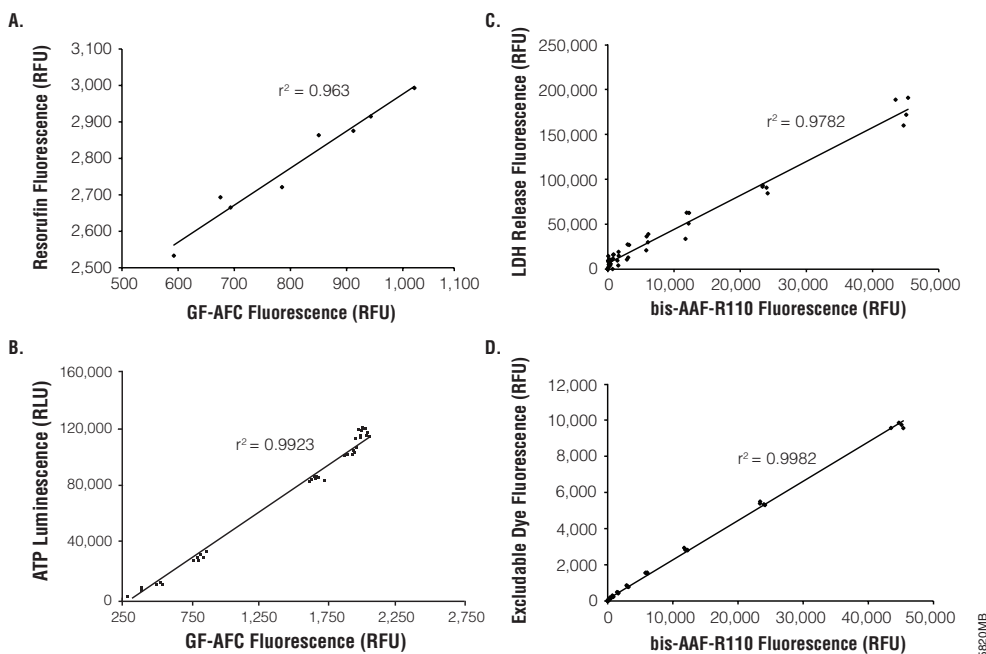 A.
Resorufin Fluorescence (RFU)
3,100
3,000
2,900
2,800
2,700
2,600
2,500
r² = 0.963
500 600 700 800 900 1,000 1,100
GF-AFC Fluorescence (RFU)
B.
ATP Luminescence (RLU)
160,000
120,000
80,000
40,000
0
r² = 0.9923
250 750 1,250 1,750 2,250 2,750
GF-AFC Fluorescence (RFU)
C.
LDH Release Fluorescence (RFU)
250,000
200,000
150,000
100,000
50,000
0
r² = 0.9782
0 10,000 20,000 30,000 40,000 50,000
bis-AAF-R110 Fluorescence (RFU)
D.
Excludable Dye Fluorescence (RFU)
12,000
10,000
8,000
6,000
4,000
2,000
0
r² = 0.9982
0 10,000 20,000 30,000 40,000 50,000
bis-AAF-R110 Fluorescence (RFU)
5820MB